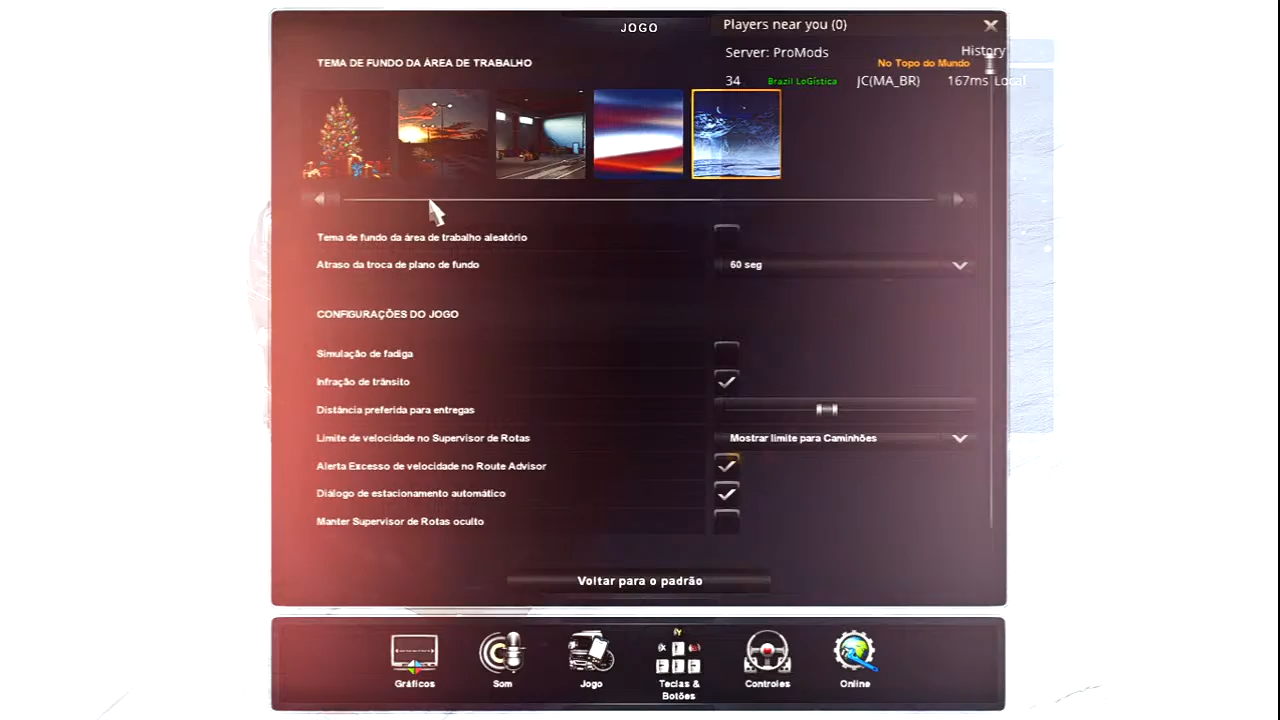 JOGO
Players near you (0)
TEMA DE FUNDO DA ÁREA DE TRABALHO
Server: ProMods
History
No Topo do Mundo
34 Brazil LoGística JC(MA_BR) 167ms Local
Tema de fundo da área de trabalho aleatório
Atraso da troca de plano de fundo
60 seg
CONFIGURAÇÕES DO JOGO
Simulação de fadiga
Infração de trânsito
Distância preferida para entregas
Limite de velocidade no Supervisor de Rotas
Mostrar limite para Caminhões
Alerta Excesso de velocidade no Route Advisor
Diálogo de estacionamento automático
Manter Supervisor de Rotas oculto
Voltar para o padrão
Gráficos
Som
Jogo
Teclas &
Botões
Controles
Online